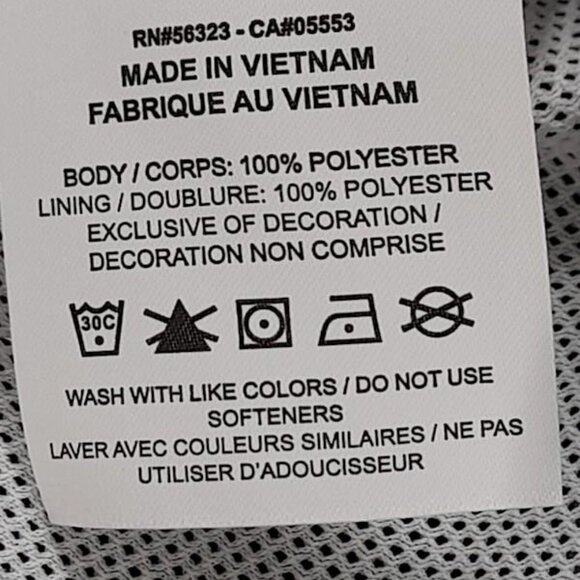 RN#56323 - CA#05553
MADE IN VIETNAM
FABRIQUE AU VIETNAM
BODY / CORPS: 100% POLYESTER
LINING / DOUBLURE: 100% POLYESTER
EXCLUSIVE OF DECORATION /
DECORATION NON COMPRISE
30C
WASH WITH LIKE COLORS / DO NOT USE
SOFTENERS
LAVER AVEC COULEURS SIMILAIRES / NE PAS
UTILISER D'ADOUCISSEUR